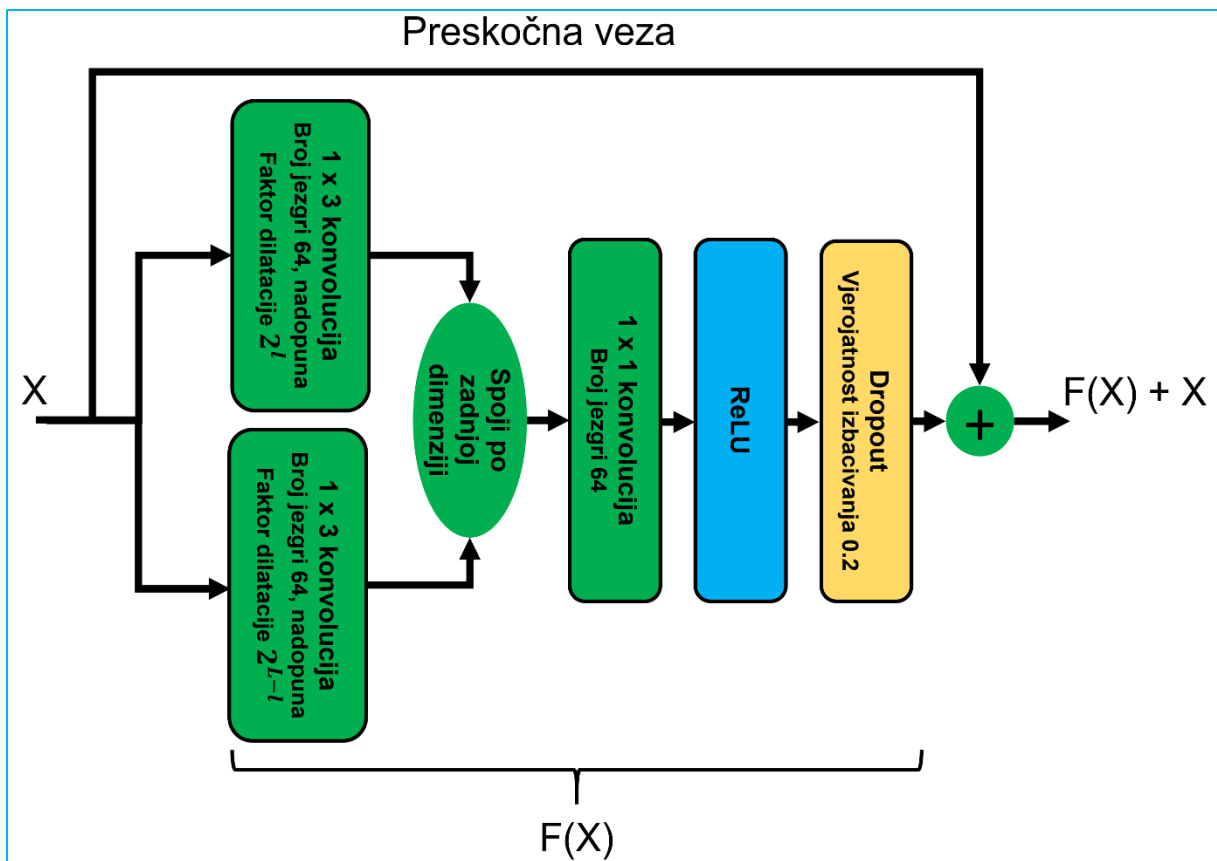 Preskočna veza
X
1 x 3 konvolucija
Broj jezgri 64, nadopuna
Faktor dilatacije 2^l
1 x 3 konvolucija
Broj jezgri 64, nadopuna
Faktor dilatacije 2^{L-l}
Spoji po
zadnjoj
dimenziji
1 x 1 konvolucija
Broj jezgri 64
ReLU
Dropout
Vjerojatnost izbacivanja 0.2
+
F(X) + X
F(X)